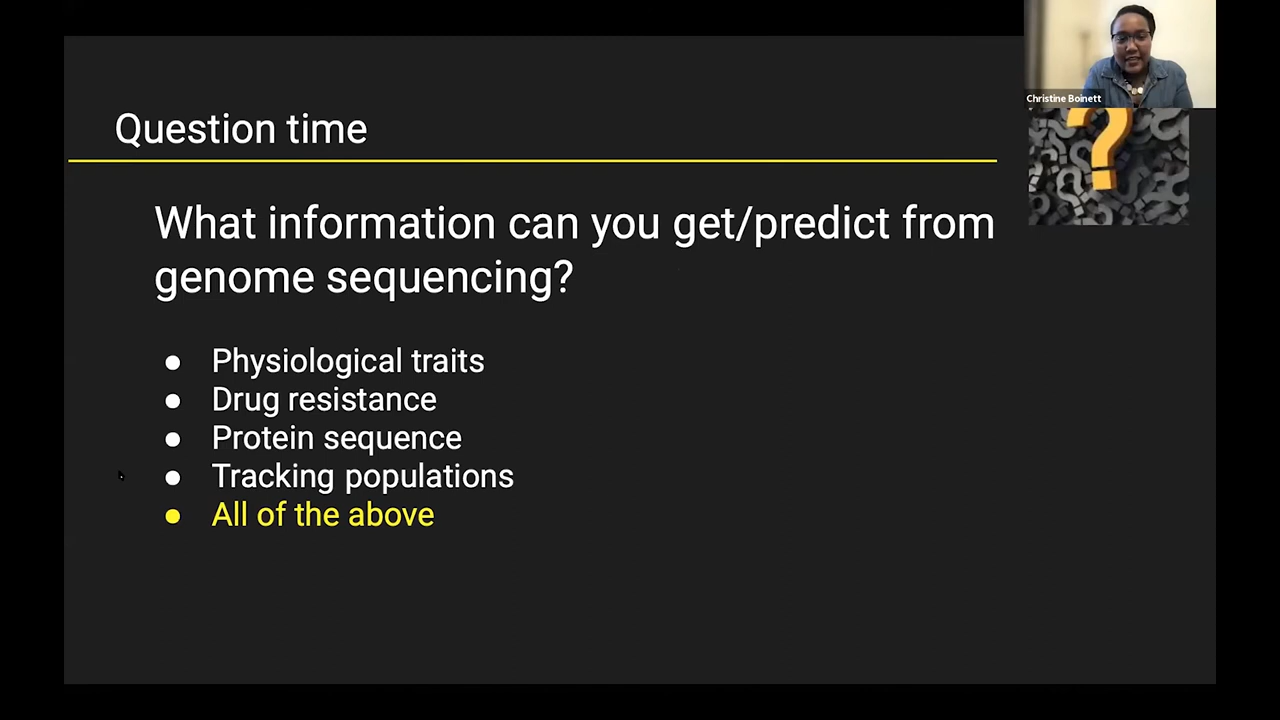 Christine Boinett
Question time
What information can you get/predict from
genome sequencing?
● Physiological traits
● Drug resistance
● Protein sequence
● Tracking populations
● All of the above